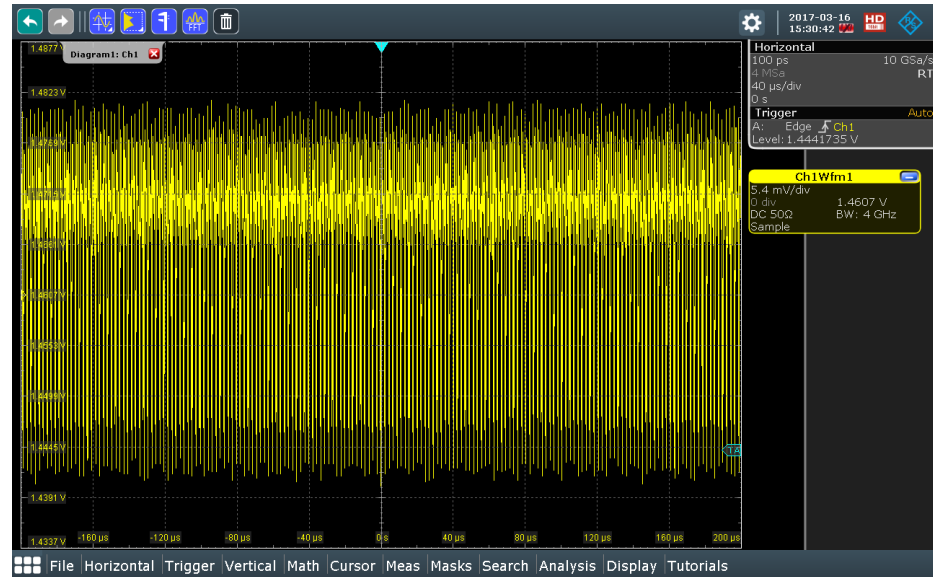 FFT
2017-03-16
15:30:42
HD
Diagram1: Ch1
1.4877 V
1.4823 V
1.4769 V
1.4715 V
1.4661 V
1.4607 V
1.4553 V
1.4499 V
1.4445 V
1.4391 V
1.4337 V
-160 µs
-120 µs
-80 µs
-40 µs
0 s
40 µs
80 µs
120 µs
160 µs
200 µs
TA
Horizontal
100 ps 10 GSa/s
4 MSa RT
40 µs/div
0 s
Trigger Auto
A: Edge Ch1
Level: 1.4441735 V
Ch1Wfm1
5.4 mV/div
0 div 1.4607 V
DC 50Ω BW: 4 GHz
Sample
File Horizontal Trigger Vertical Math Cursor Meas Masks Search Analysis Display Tutorials